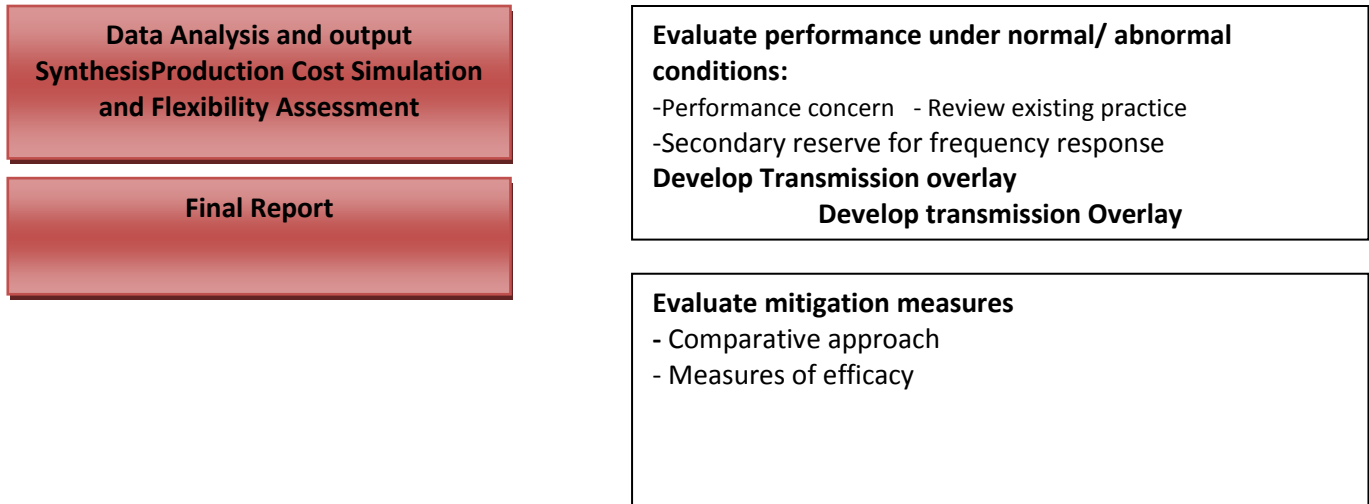 Data Analysis and output
SynthesisProduction Cost Simulation
and Flexibility Assessment
Final Report
Evaluate performance under normal/ abnormal
conditions:
-Performance concern - Review existing practice
-Secondary reserve for frequency response
Develop Transmission overlay
Develop transmission Overlay
Evaluate mitigation measures
- Comparative approach
- Measures of efficacy